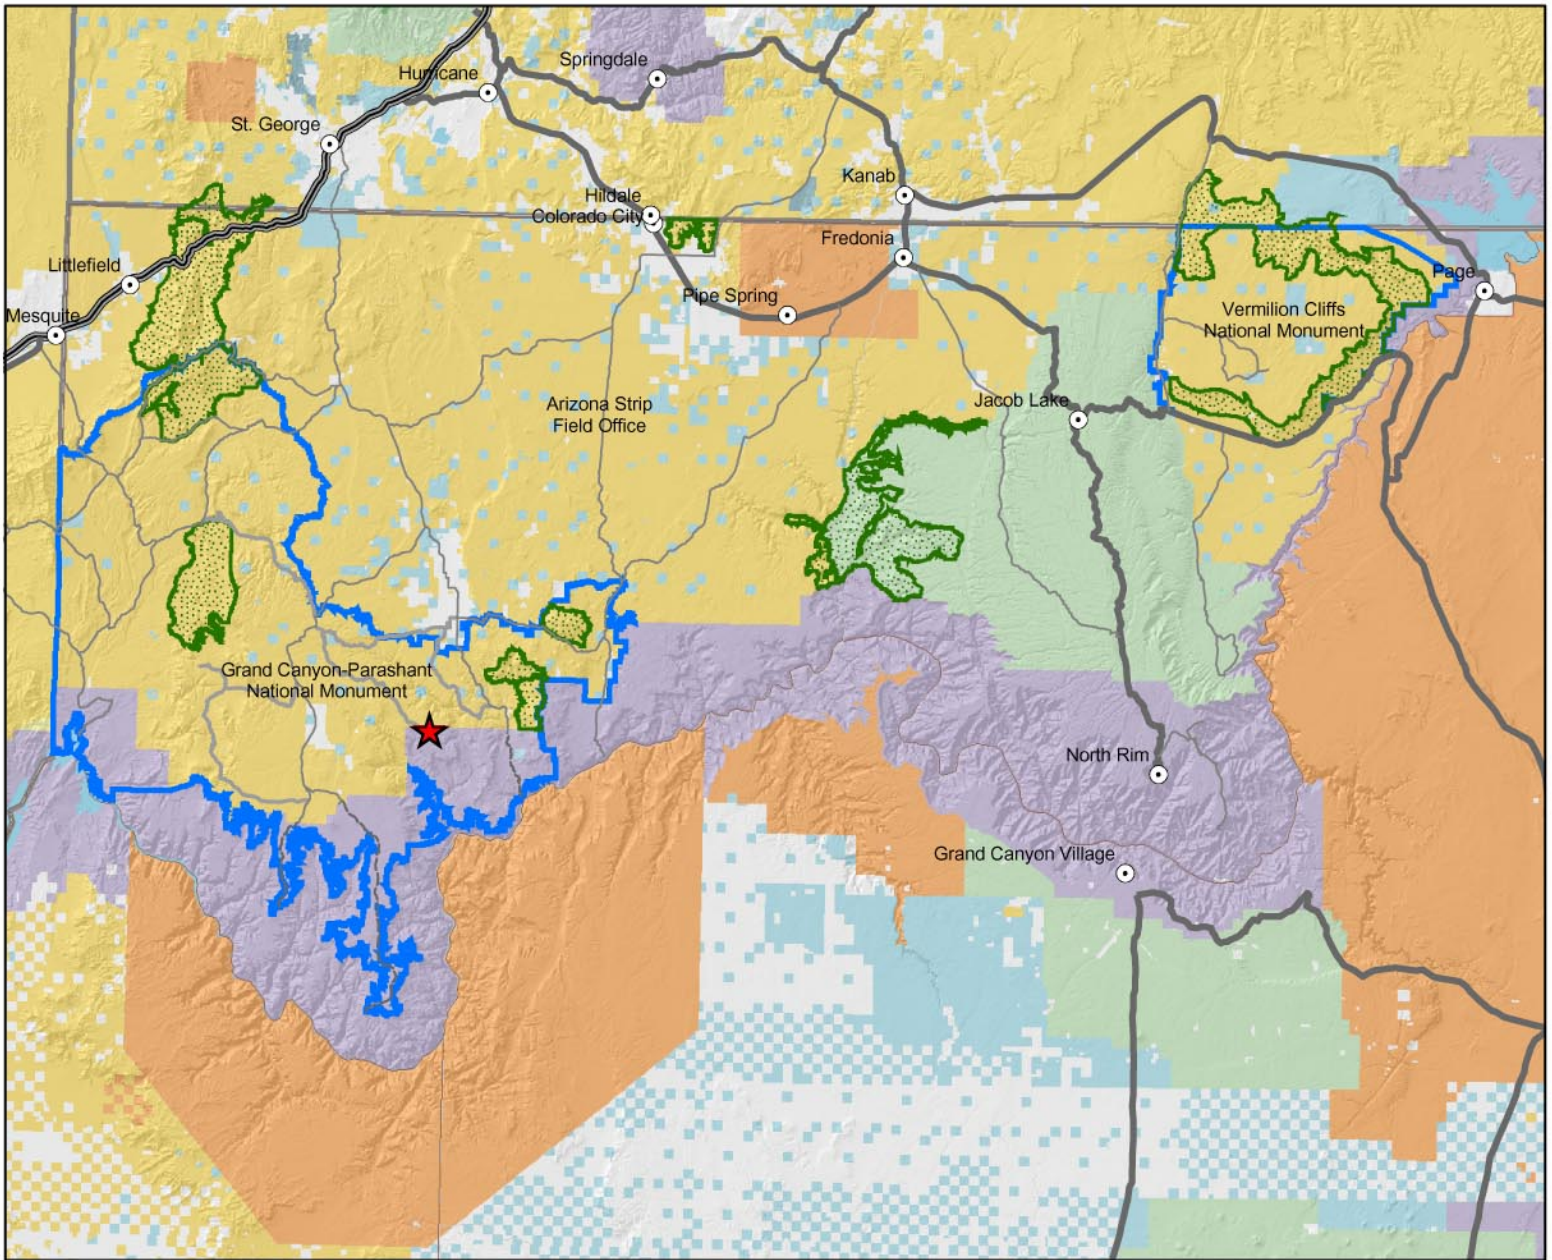 Springdale
Hurricane
St. George
Kanab
Hildale
Colorado City
Fredonia
Littlefield
Page
Pipe Spring
Mesquite
Vermilion Cliffs
National Monument
Jacob Lake
Arizona Strip
Field Office
Grand Canyon-Parashant
National Monument
North Rim
Grand Canyon Village